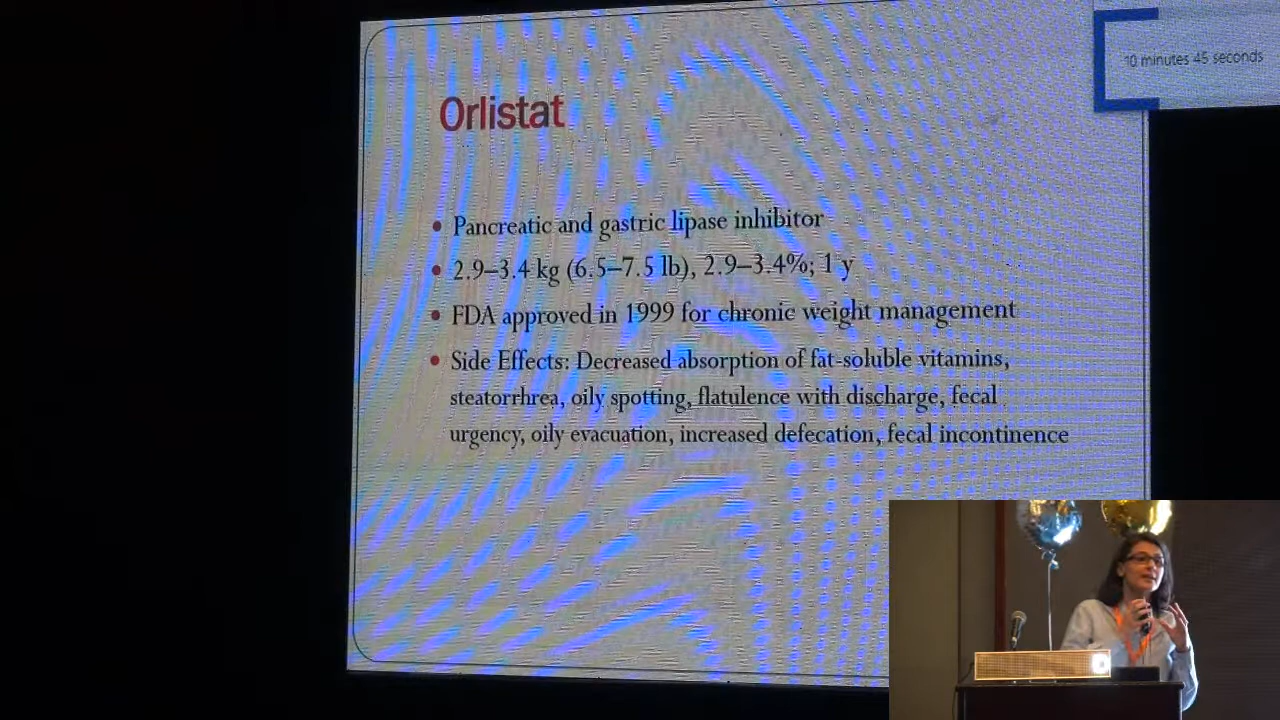 10 minutes 45 seconds
Orlistat
• Pancreatic and gastric lipase inhibitor
• 2.9–3.4 kg (6.5–7.5 lb), 2.9–3.4%; 1 y
• FDA approved in 1999 for chronic weight management
• Side Effects: Decreased absorption of fat-soluble vitamins,
steatorrhea, oily spotting, flatulence with discharge, fecal
urgency, oily evacuation, increased defecation, fecal incontinence